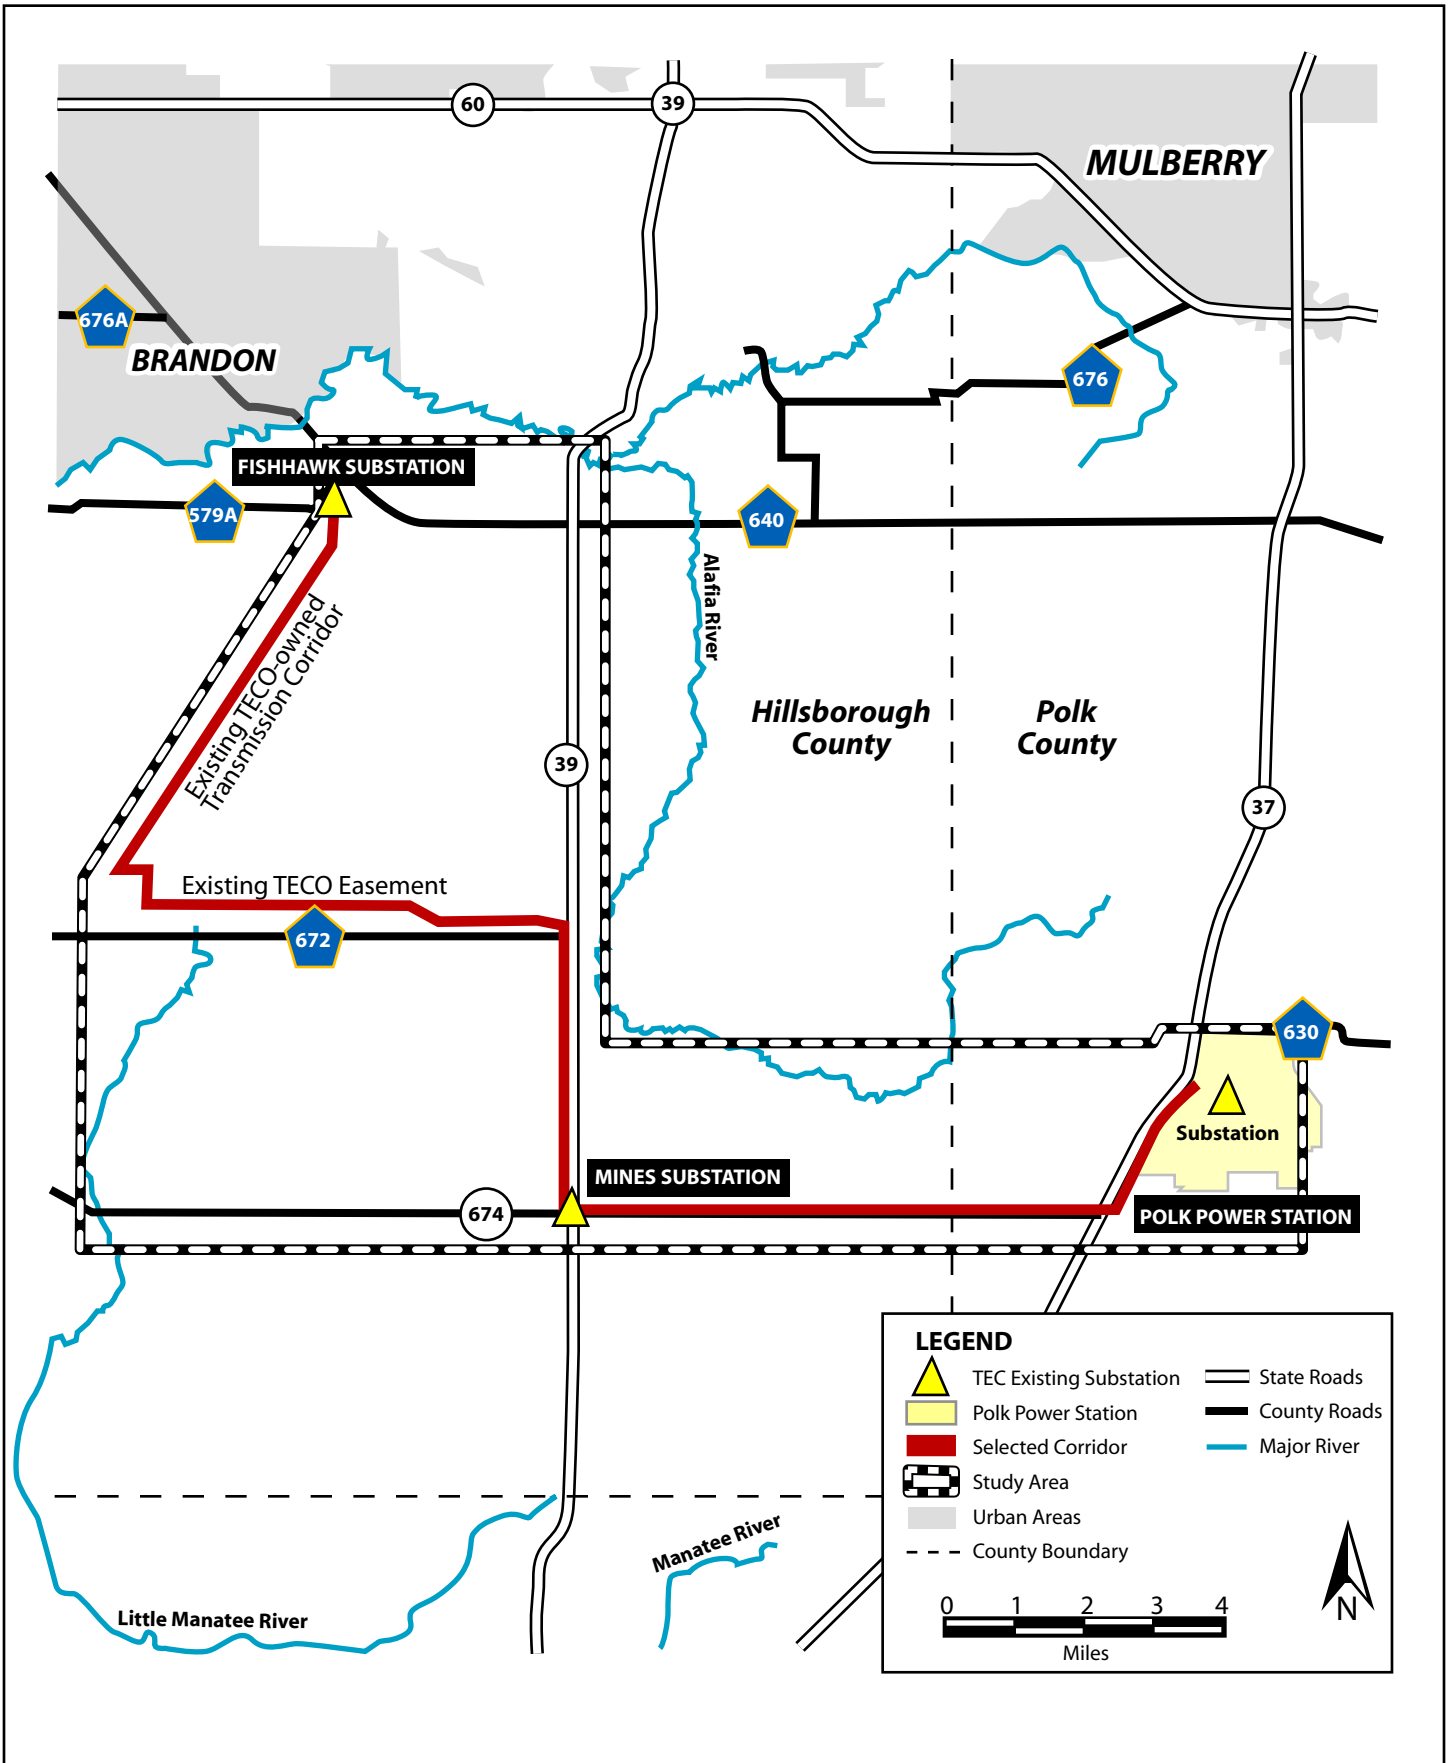 60
39
MULBERRY
676A
BRANDON
676
FISHHAWK SUBSTATION
579A
640
Alafia River
Existing TECO-owned
Transmission Corridor
Hillsborough
County
Polk
County
39
37
Existing TECO Easement
672
630
Substation
MINES SUBSTATION
674
POLK POWER STATION
LEGEND
TEC Existing Substation
Polk Power Station
Selected Corridor
Study Area
Urban Areas
County Boundary
State Roads
County Roads
Major River
0 1 2 3 4
Miles
N
Manatee River
Little Manatee River